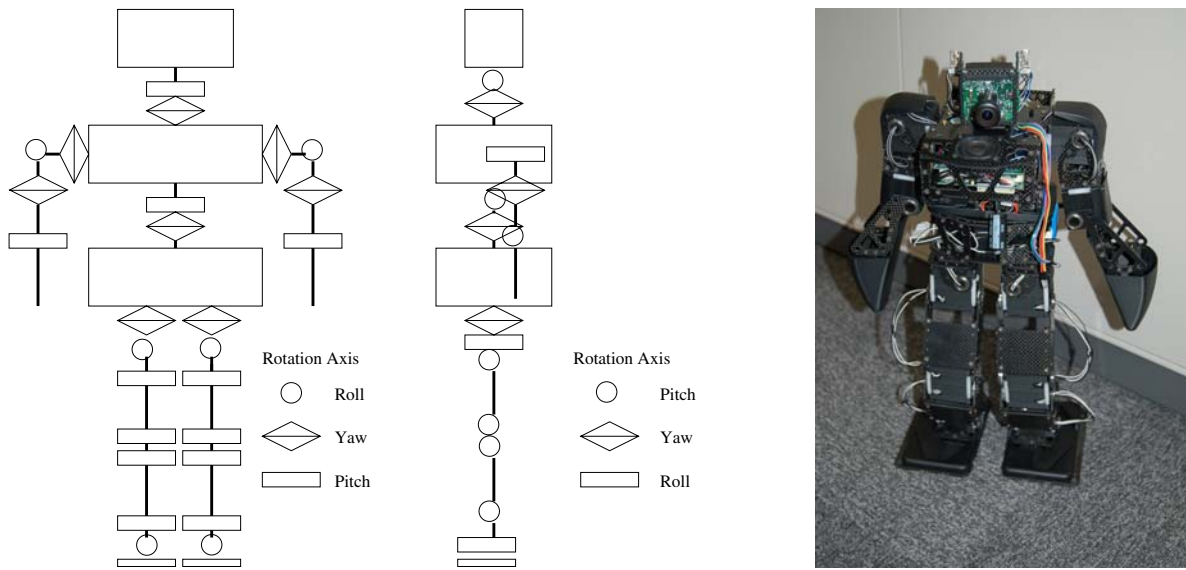 Rotation Axis
Roll
Yaw
Pitch
Rotation Axis
Pitch
Yaw
Roll